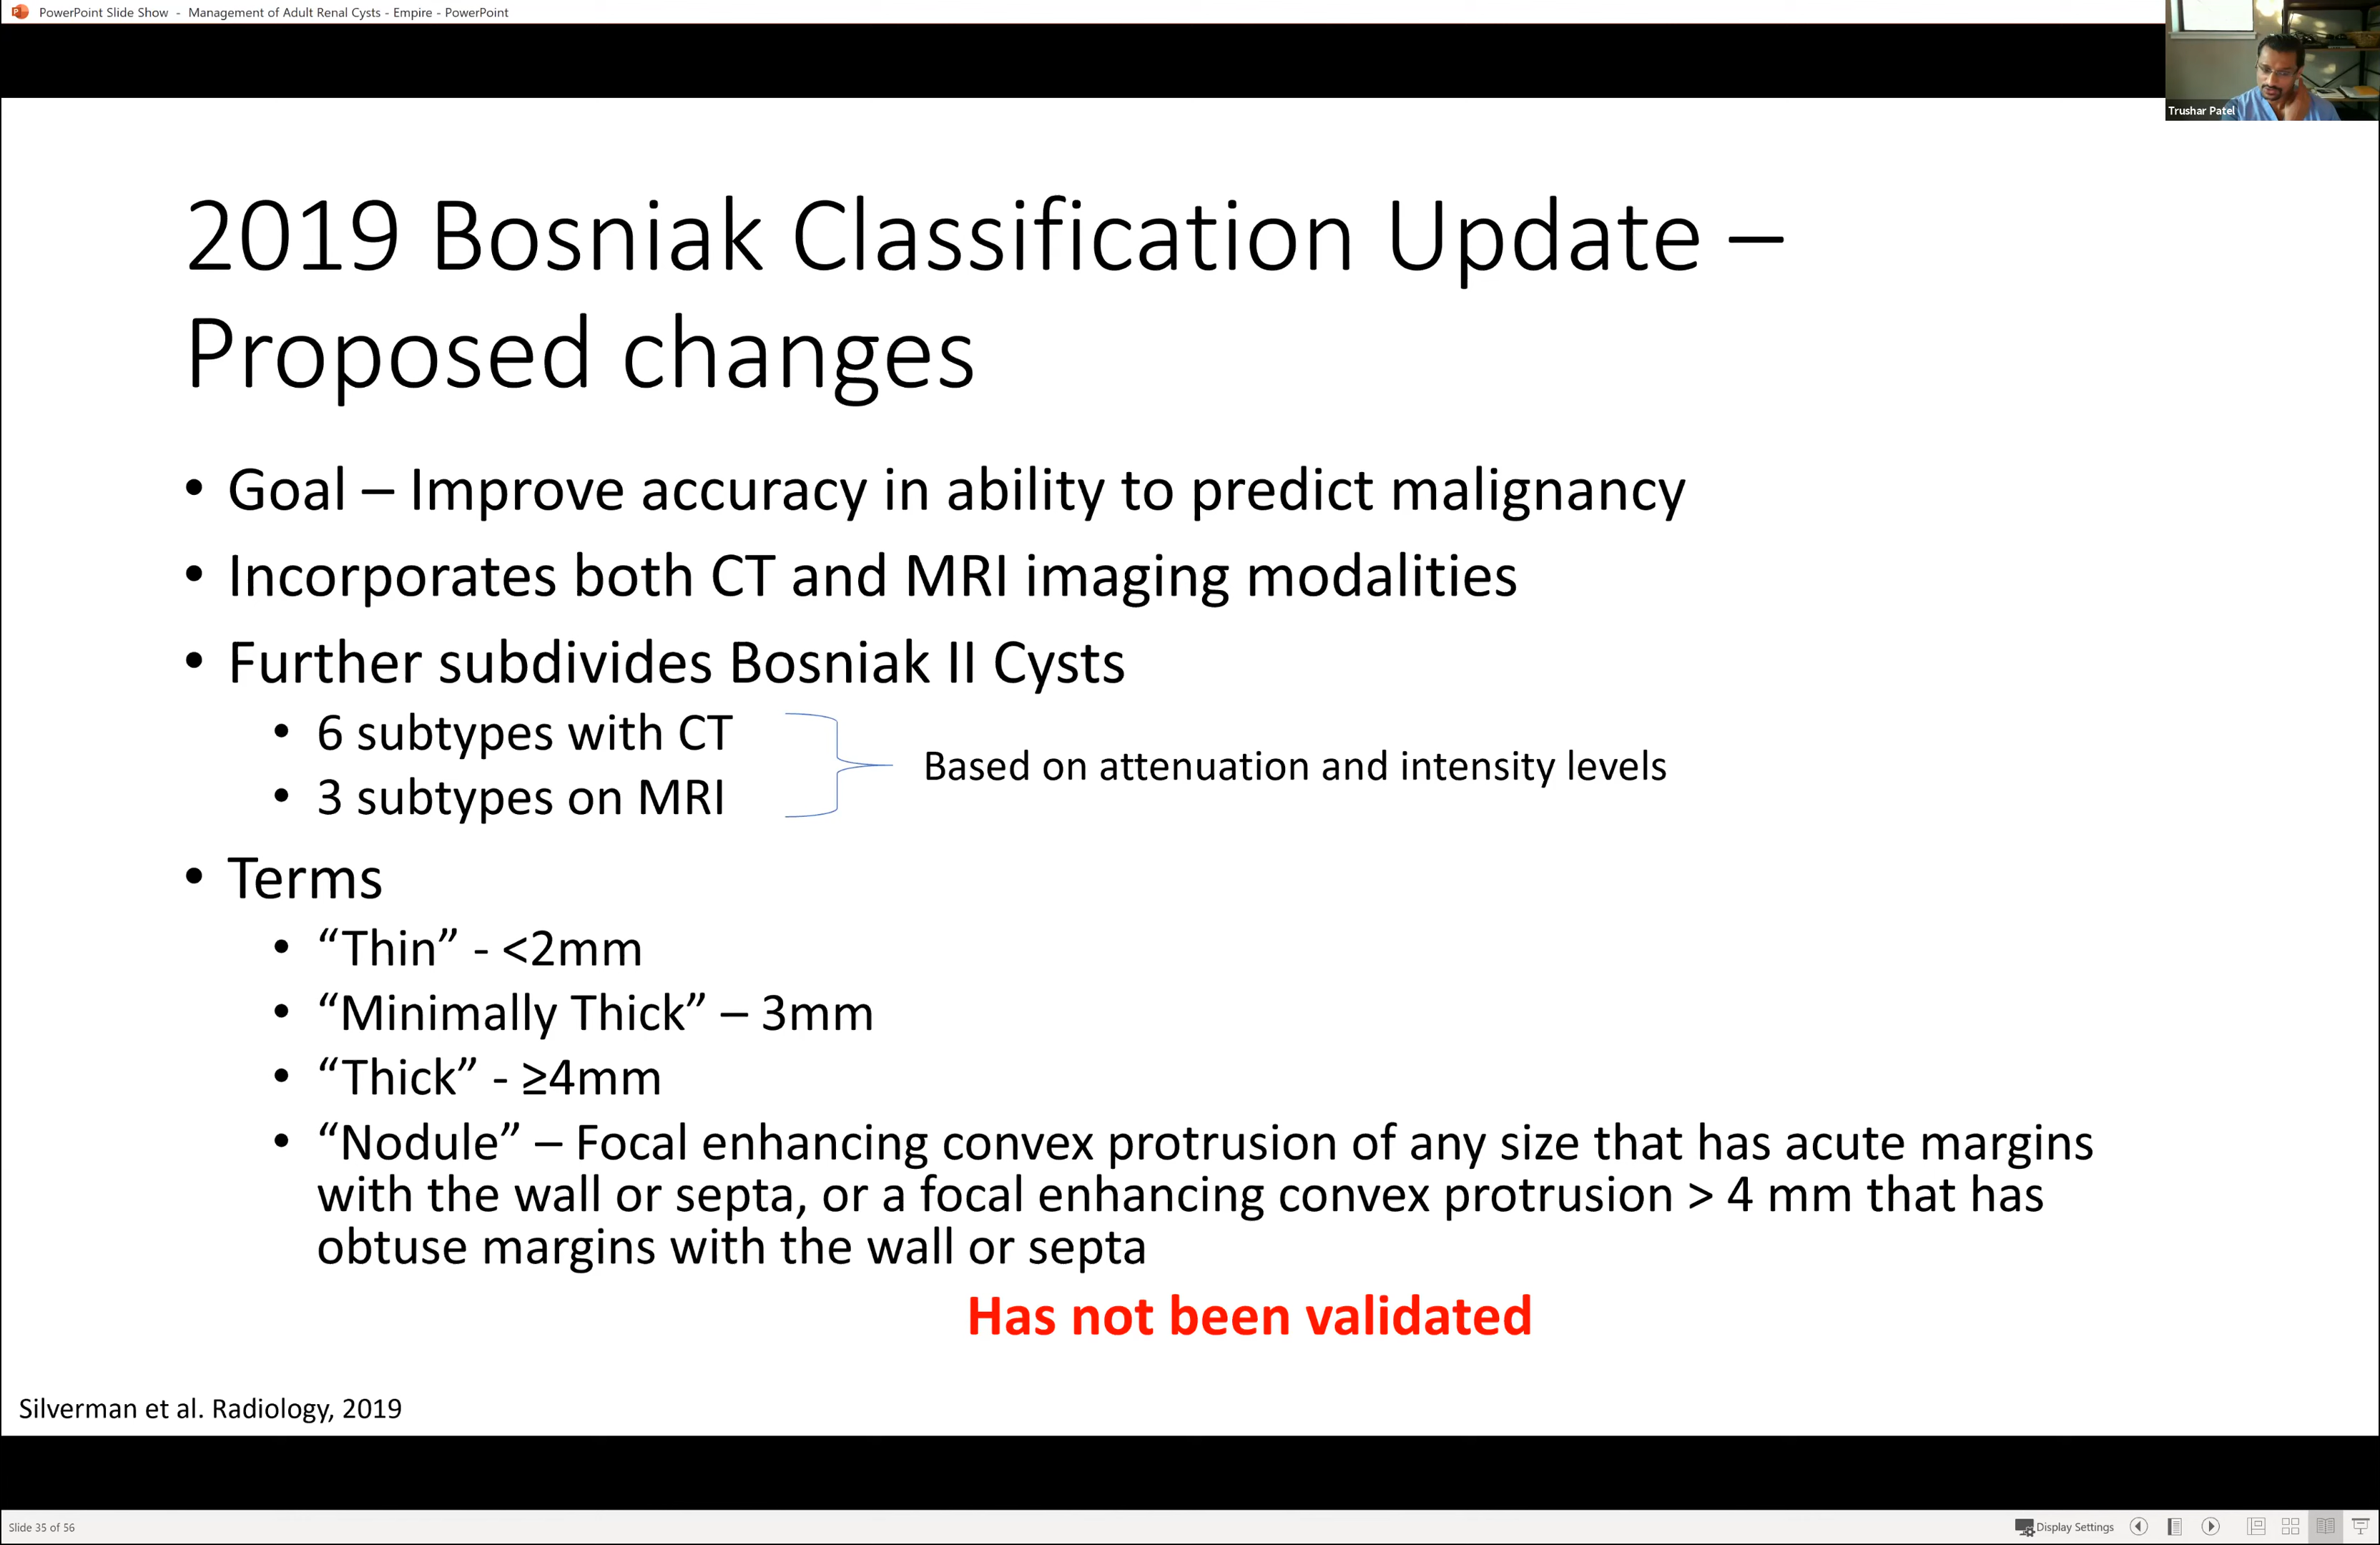 PowerPoint Slide Show - Management of Adult Renal Cysts - Empire - PowerPoint
Trushar Patel
2019 Bosniak Classification Update –
Proposed changes
• Goal – Improve accuracy in ability to predict malignancy
• Incorporates both CT and MRI imaging modalities
• Further subdivides Bosniak II Cysts
• 6 subtypes with CT
• 3 subtypes on MRI
Based on attenuation and intensity levels
• Terms
• “Thin” - <2mm
• “Minimally Thick” – 3mm
• “Thick” - ≥4mm
• “Nodule” – Focal enhancing convex protrusion of any size that has acute margins
with the wall or septa, or a focal enhancing convex protrusion > 4 mm that has
obtuse margins with the wall or septa
Has not been validated
Silverman et al. Radiology, 2019
Slide 35 of 56
Display Settings